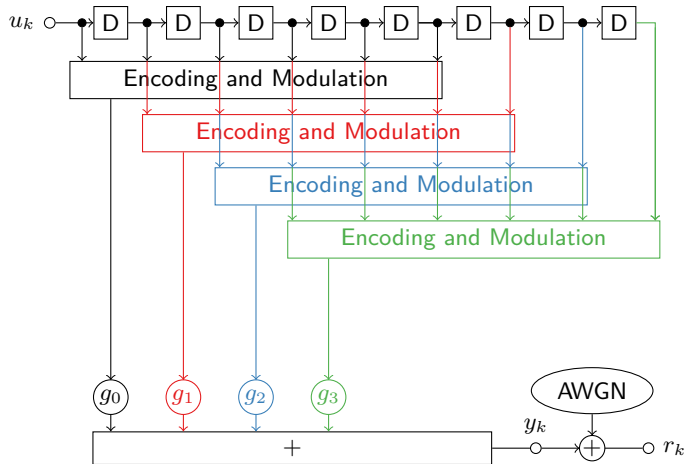 u_k D D D D D D D D
Encoding and Modulation
Encoding and Modulation
Encoding and Modulation
Encoding and Modulation
g_0 g_1 g_2 g_3 AWGN
+ y_k + r_k